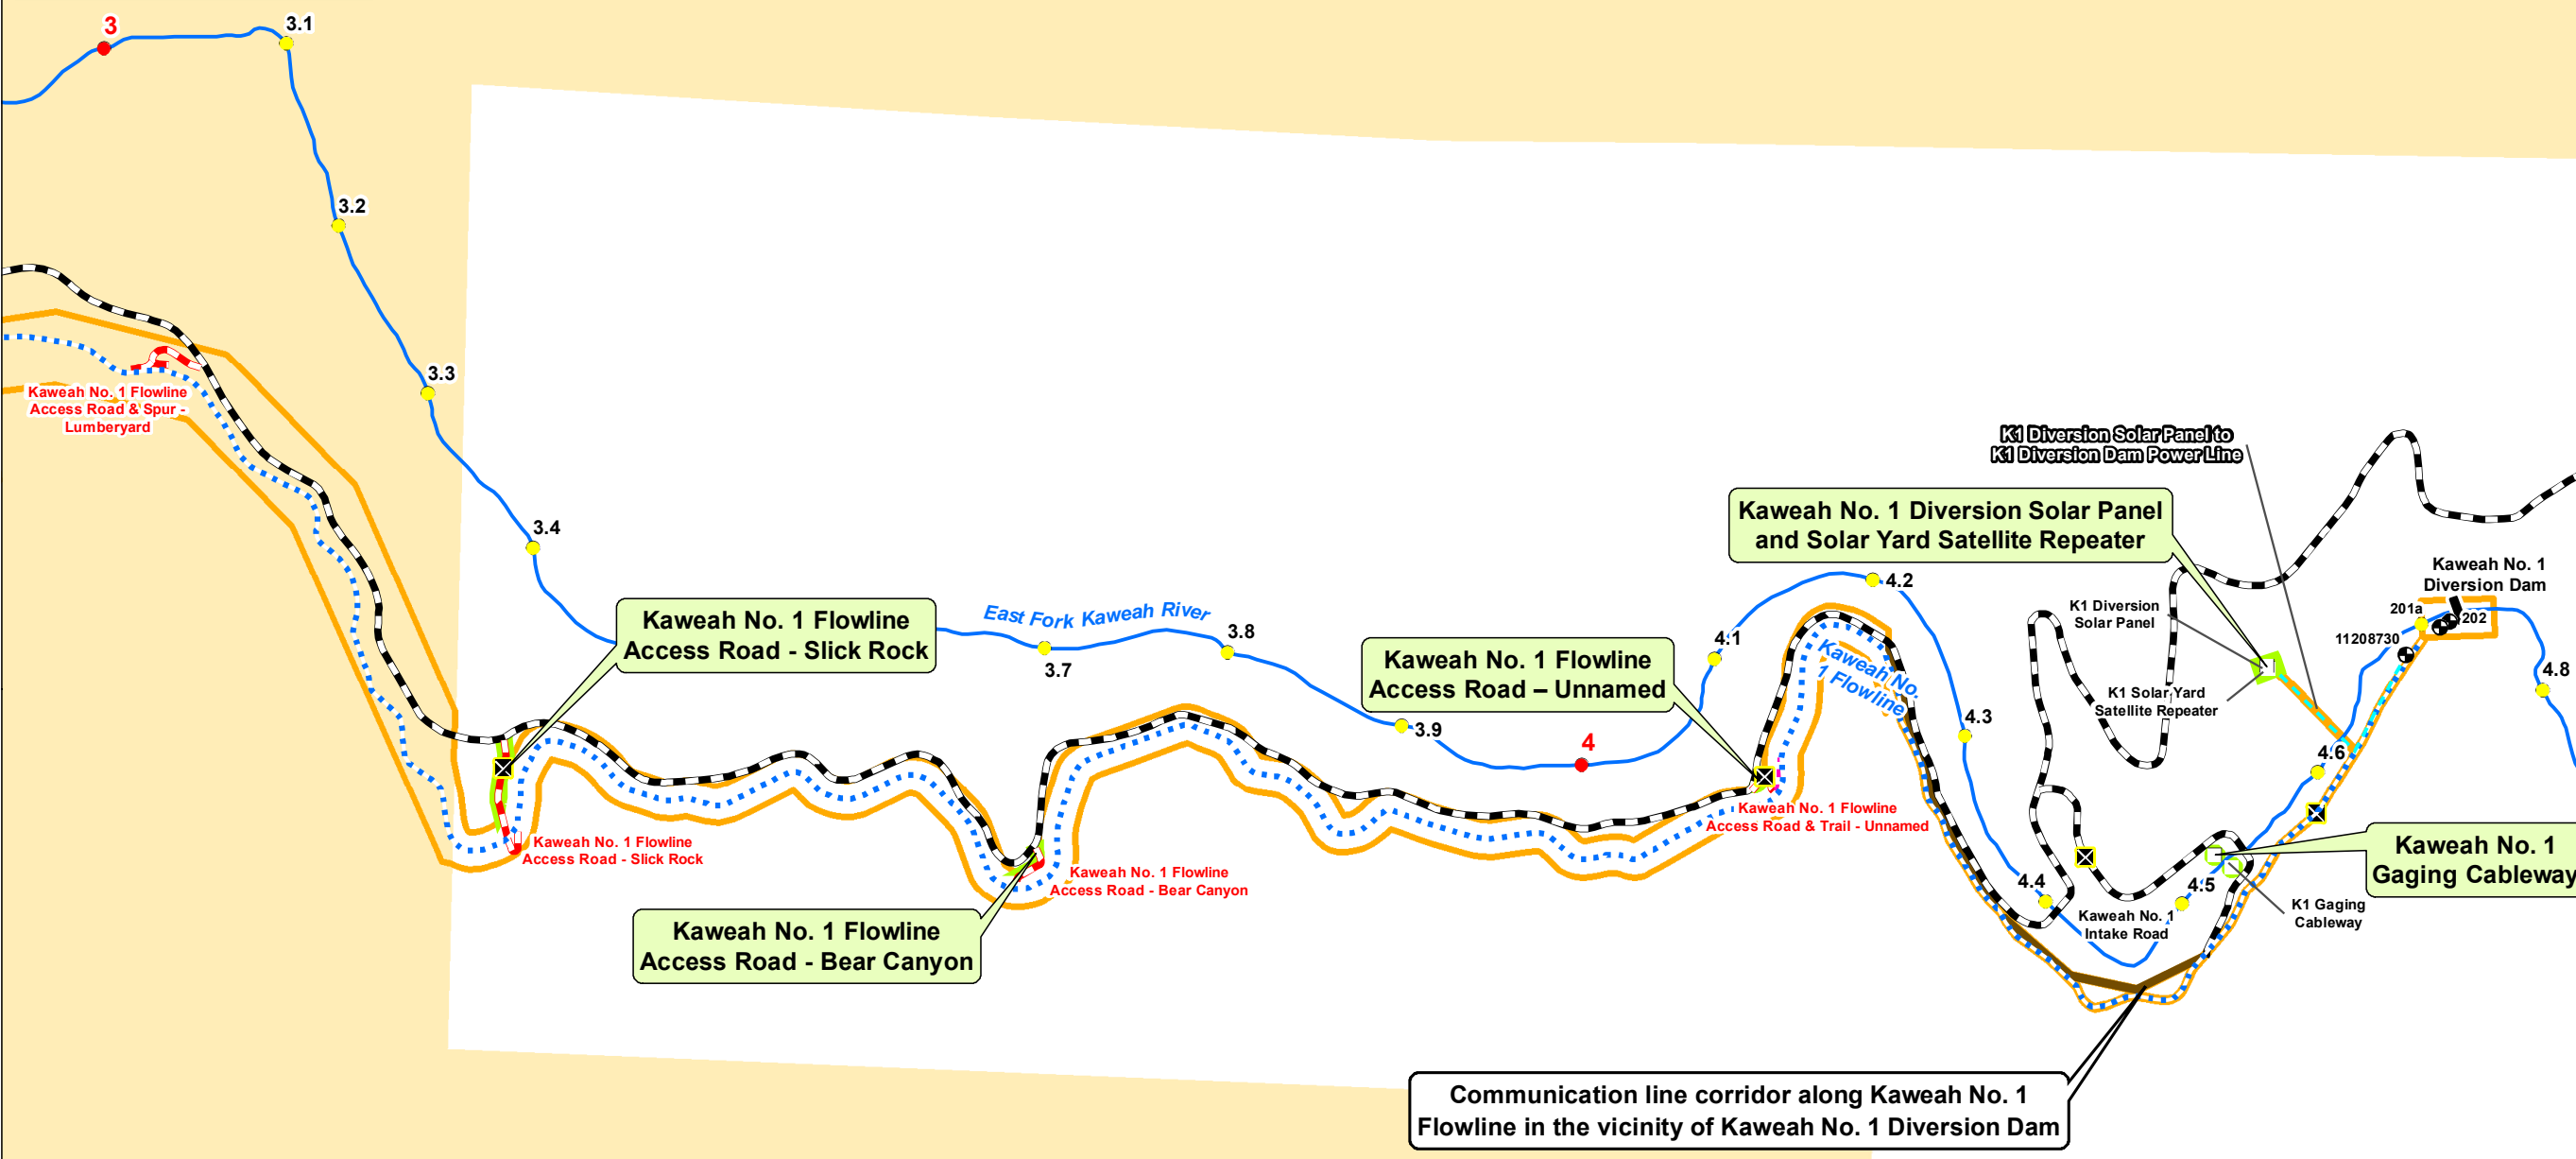 3
3.1
3.2
3.3
Kaweah No. 1 Flowline
Access Road & Spur -
Lumberyard
3.4
Kaweah No. 1 Flowline
Access Road - Slick Rock
East Fork Kaweah River
3.7
3.8
3.9
4
Kaweah No. 1 Flowline
Access Road – Unnamed
4.1
4.2
4.3
Kaweah No.
1 Flowline
Kaweah No. 1 Flowline
Access Road - Slick Rock
Kaweah No. 1 Flowline
Access Road - Bear Canyon
Kaweah No. 1 Flowline
Access Road - Bear Canyon
Kaweah No. 1 Flowline
Access Road & Trail - Unnamed
K1 Diversion Solar Panel to
K1 Diversion Dam Power Line
Kaweah No. 1 Diversion Solar Panel
and Solar Yard Satellite Repeater
Kaweah No. 1
Diversion Dam
201a
202
11208730
K1 Diversion
Solar Panel
K1 Solar Yard
Satellite Repeater
4.8
4.6
Kaweah No. 1
Gaging Cableway
4.4
4.5
Kaweah No. 1
Intake Road
K1 Gaging
Cableway
Communication line corridor along Kaweah No. 1
Flowline in the vicinity of Kaweah No. 1 Diversion Dam